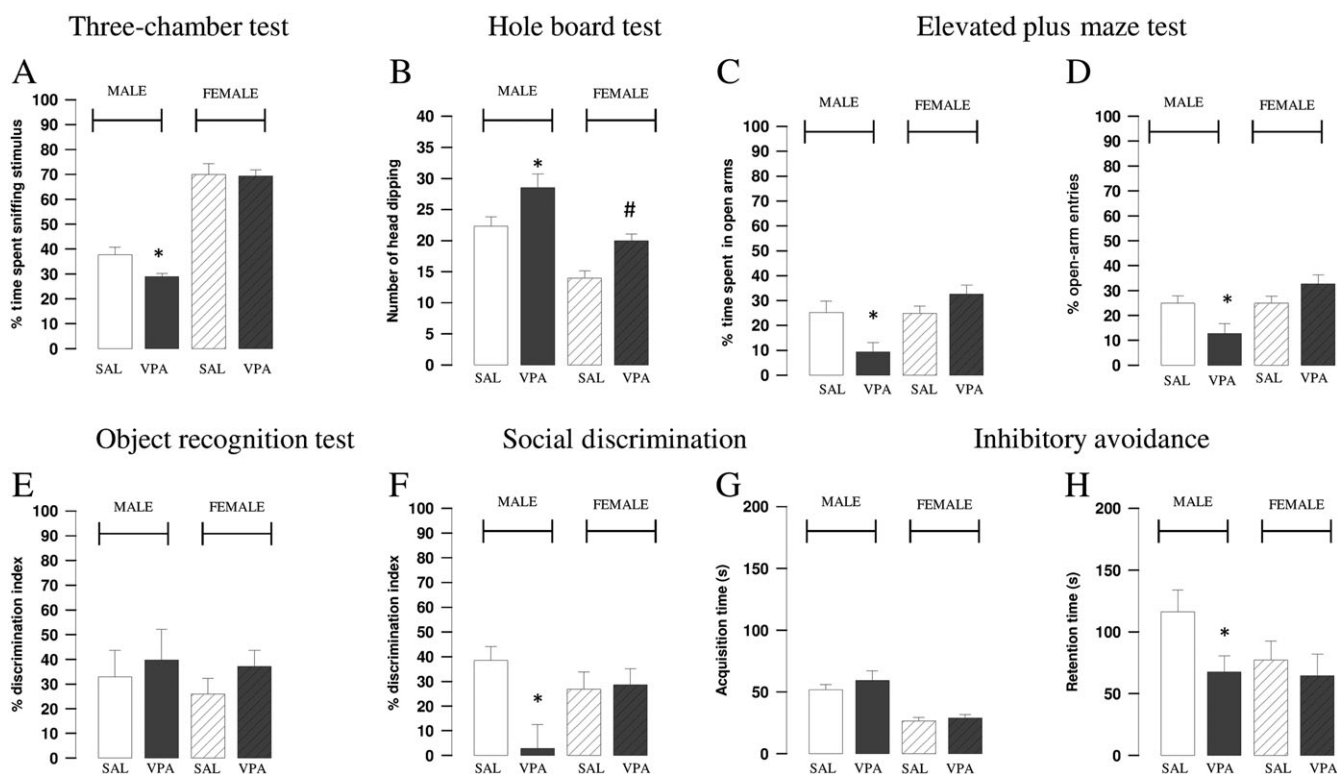 Three-chamber test
Hole board test
Elevated plus maze test
A
MALE
FEMALE
% time spent sniffing stimulus
100
90
80
70
60
50
40
30
20
10
0
*
SAL VPA SAL VPA
B
MALE
FEMALE
Number of head dipping
40
35
30
25
20
15
10
5
0
*
#
SAL VPA SAL VPA
C
MALE
FEMALE
% time spent in open arms
100
90
80
70
60
50
40
30
20
10
0
*
SAL VPA SAL VPA
D
MALE
FEMALE
% open-arm entries
100
90
80
70
60
50
40
30
20
10
0
*
SAL VPA SAL VPA
Object recognition test
Social discrimination
Inhibitory avoidance
E
MALE
FEMALE
% discrimination index
100
90
80
70
60
50
40
30
20
10
0
SAL VPA SAL VPA
F
MALE
FEMALE
% discrimination index
100
90
80
70
60
50
40
30
20
10
0
*
SAL VPA SAL VPA
G
MALE
FEMALE
Acquisition time (s)
200
150
100
50
0
SAL VPA SAL VPA
H
MALE
FEMALE
Retention time (s)
200
150
100
50
0
*
SAL VPA SAL VPA